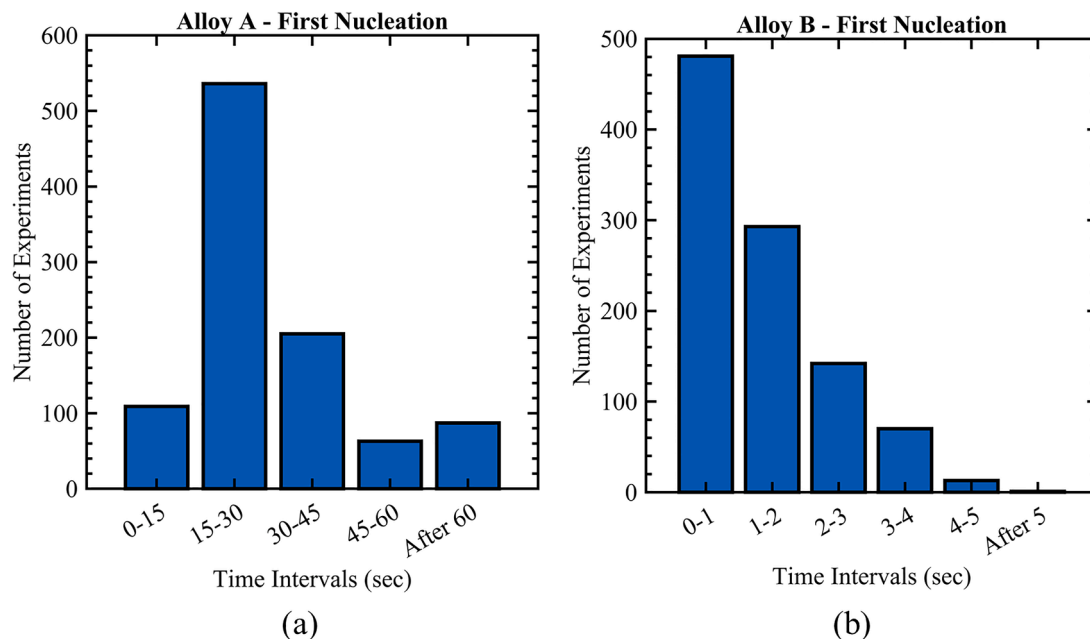 Alloy A - First Nucleation
600
500
400
300
200
100
0
Number of Experiments
0-15
15-30
30-45
45-60
After 60
Time Intervals (sec)
(a)
Alloy B - First Nucleation
500
400
300
200
100
0
Number of Experiments
0-1
1-2
2-3
3-4
4-5
After 5
Time Intervals (sec)
(b)